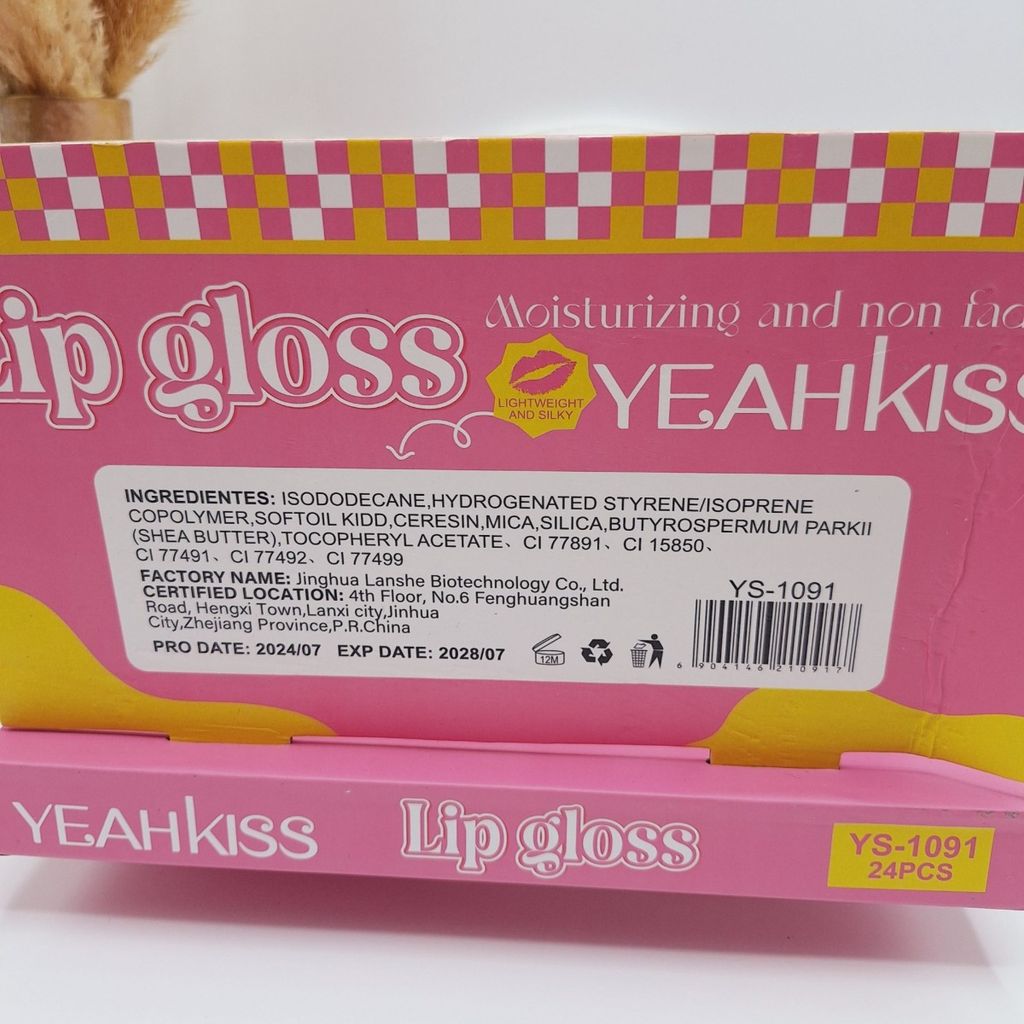 Lip gloss
Moisturizing and non fad
YEAHKISS
LIGHTWEIGHT
AND SILKY
INGREDIENTES: ISODODECANE,HYDROGENATED STYRENE/ISOPRENE
COPOLYMER,SOFTOIL KIDD,CERESIN,MICA,SILICA,BUTYROSPERMUM PARKII
(SHEA BUTTER),TOCOPHERYL ACETATE、CI 77891、CI 15850、
CI 77491、CI 77492、CI 77499
FACTORY NAME: Jinghua Lanshe Biotechnology Co., Ltd.
CERTIFIED LOCATION: 4th Floor, No.6 Fenghuangshan
Road, Hengxi Town,Lanxi city,Jinhua
City,Zhejiang Province,P.R.China
PRO DATE: 2024/07 EXP DATE: 2028/07
12M
YS-1091
6 904146 210917
YEAHKISS
Lip gloss
YS-1091
24PCS